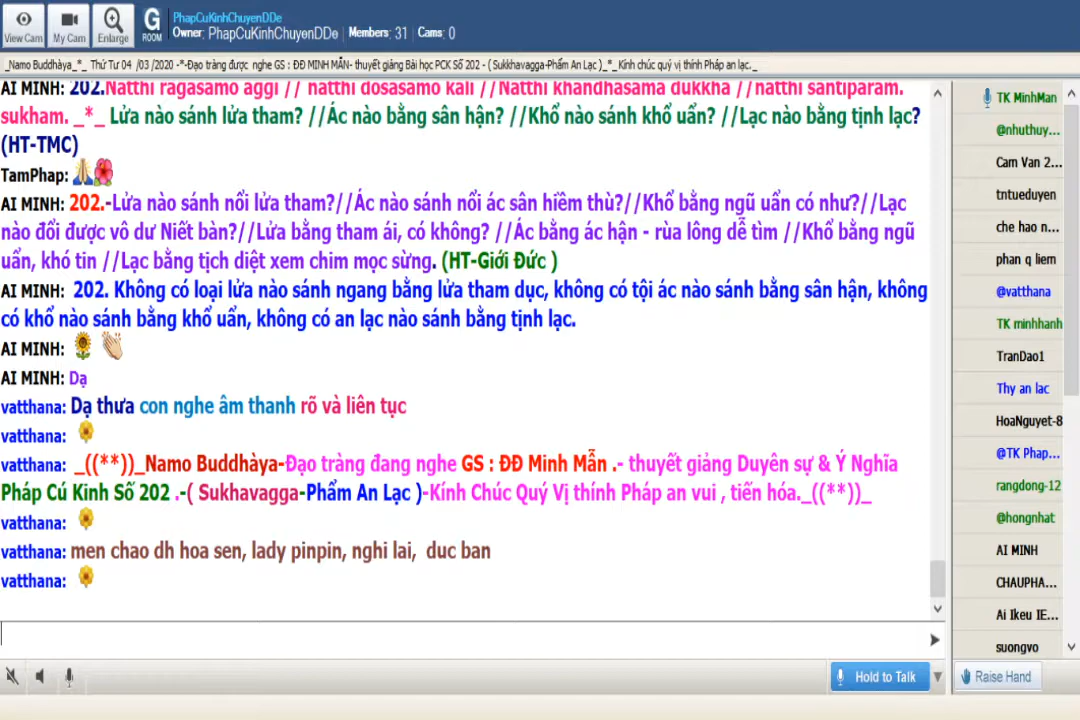 PhapCuKinhChuyenDDe
View Cam My Cam Enlarge G ROOM Owner: PhapCuKinhChuyenDDe Members: 31 Cams: 0
_Namo Buddhàya_*_ Thứ Tư 04 /03 /2020 -*-Đạo tràng được nghe GS : ĐĐ MINH MẪN- thuyết giảng Bài học PCK Số 202 - ( Sukkhavagga-Phẩm An Lạc )_*_Kính chúc quý vị thính Pháp an lạc._
AI MINH: 202.Natthi ragasamo aggi // natthi dosasamo kali //Natthi khandhasama dukkha //natthi santiparam.
sukham. _*_ Lửa nào sánh lửa tham? //Ác nào bằng sân hận? //Khổ nào sánh khổ uẩn? //Lạc nào bằng tịnh lạc?
(HT-TMC)
TamPhap:
AI MINH: 202.-Lửa nào sánh nổi lửa tham?//Ác nào sánh nổi ác sân hiềm thù?//Khổ bằng ngũ uẩn có như?//Lạc
nào đổi được vô dư Niết bàn?//Lửa bằng tham ái, có không? //Ác bằng ác hận - rùa lông dễ tìm //Khổ bằng ngũ
uẩn, khó tin //Lạc bằng tịch diệt xem chim mọc sừng. (HT-Giới Đức )
AI MINH: 202. Không có loại lửa nào sánh ngang bằng lửa tham dục, không có tội ác nào sánh bằng sân hận, không
có khổ nào sánh bằng khổ uẩn, không có an lạc nào sánh bằng tịnh lạc.
AI MINH:
AI MINH: Dạ
vatthana: Dạ thưa con nghe âm thanh rõ và liên tục
vatthana:
vatthana: _((**))_Namo Buddhàya-Đạo tràng đang nghe GS : ĐĐ Minh Mẫn .- thuyết giảng Duyên sự & Ý Nghĩa
Pháp Cú Kinh Số 202 .-( Sukhavagga-Phẩm An Lạc )-Kính Chúc Quý Vị thính Pháp an vui , tiến hóa._((**))_
vatthana:
vatthana: men chao dh hoa sen, lady pinpin, nghi lai, duc ban
vatthana:
TK MinhMan
@nhuthuy...
Cam Van 2...
tntueduyen
che hao n...
phan q liem
@vatthana
TK minhhanh
TranDao1
Thy an lac
HoaNguyet-8
@TK Phap...
rangdong-12
@hongnhat
AI MINH
CHAUPHA...
Ai Ikeu IE...
suongvo
Hold to Talk
Raise Hand